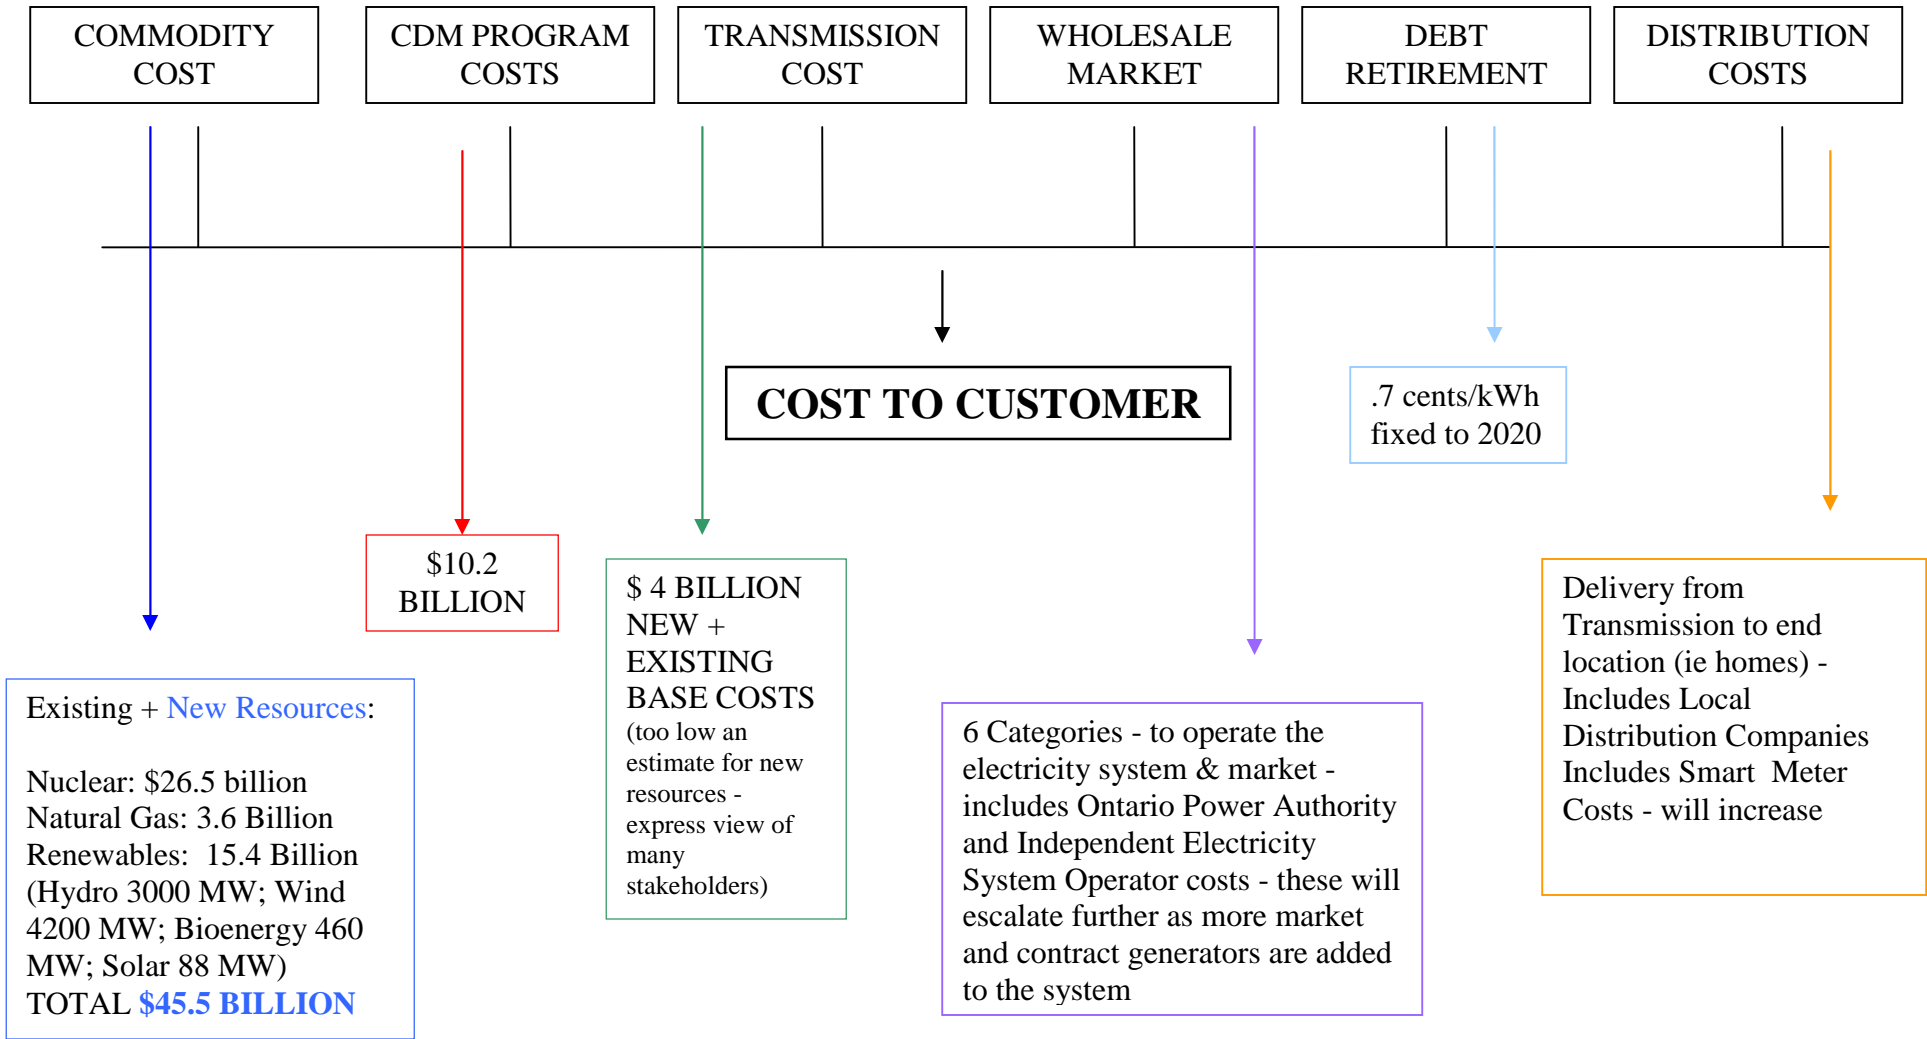 COMMODITY
COST
CDM PROGRAM
COSTS
TRANSMISSION
COST
WHOLESALE
MARKET
DEBT
RETIREMENT
DISTRIBUTION
COSTS
COST TO CUSTOMER
.7 cents/kWh
fixed to 2020
$10.2
BILLION
$ 4 BILLION
NEW +
EXISTING
BASE COSTS
(too low an
estimate for new
resources -
express view of
many
stakeholders)
Delivery from
Transmission to end
location (ie homes) -
Includes Local
Distribution Companies
Includes Smart Meter
Costs - will increase
Existing + New Resources:
Nuclear: $26.5 billion
Natural Gas: 3.6 Billion
Renewables: 15.4 Billion
(Hydro 3000 MW; Wind
4200 MW; Bioenergy 460
MW; Solar 88 MW)
TOTAL $45.5 BILLION
6 Categories - to operate the
electricity system & market -
includes Ontario Power Authority
and Independent Electricity
System Operator costs - these will
escalate further as more market
and contract generators are added
to the system